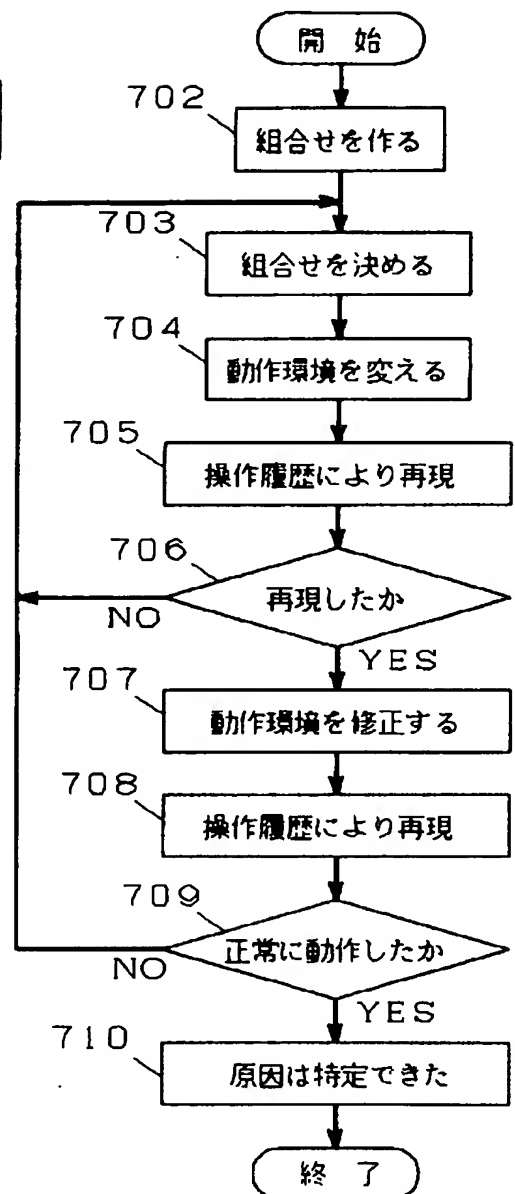 開 始
702
組合せを作る
703
組合せを決める
704
動作環境を変える
705
操作履歴により再現
706
再現したか
NO
YES
707
動作環境を修正する
708
操作履歴により再現
709
正常に動作したか
NO
YES
710
原因は特定できた
終 了